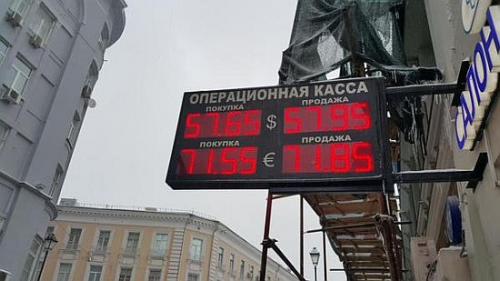 ОПЕРАЦИОННАЯ КАССА
ПОКУПКА ПРОДАЖА
57.65 $ 57.95
ПОКУПКА ПРОДАЖА
71.55 € 71.85
САЛОН